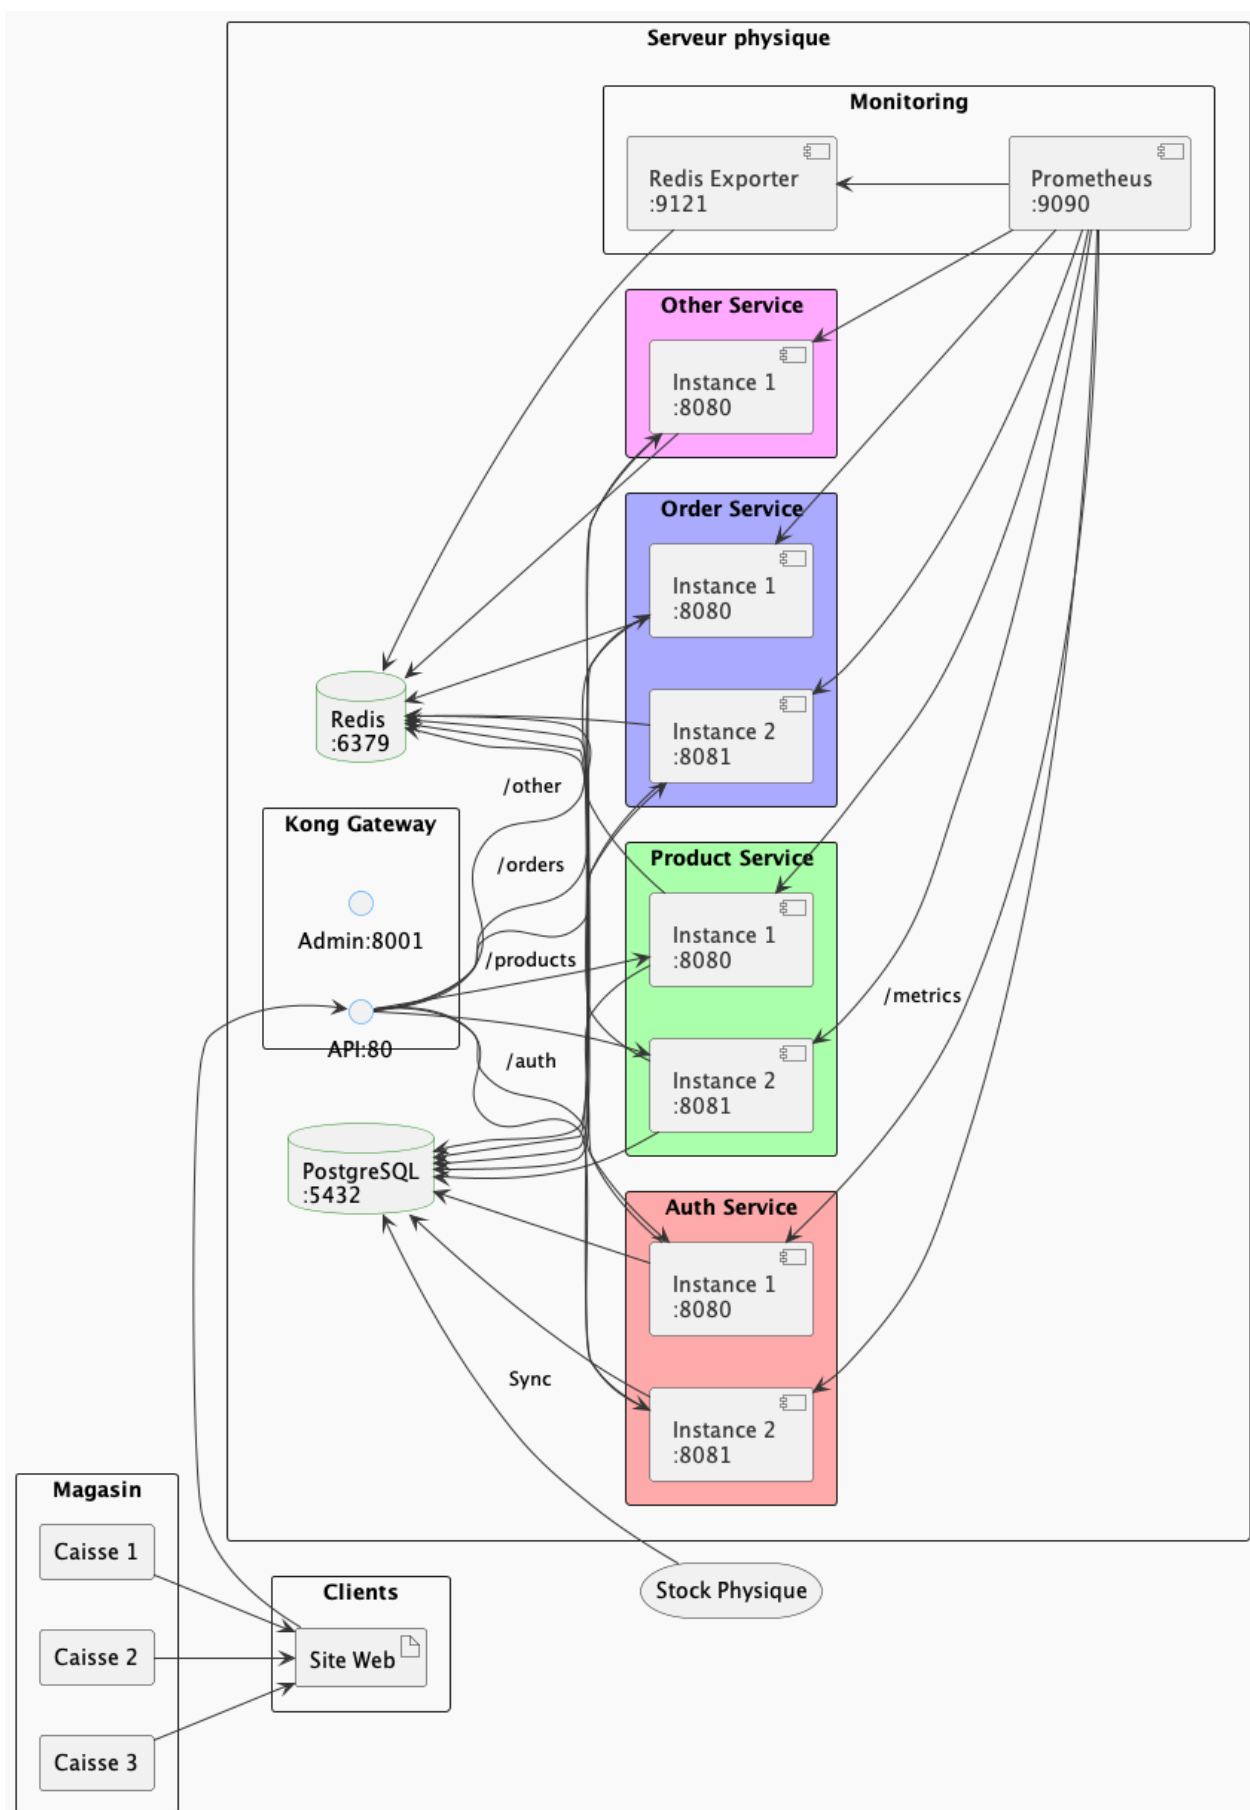 Serveur physique
Monitoring
Redis Exporter
:9121
Prometheus
:9090
Other Service
Instance 1
:8080
Order Service
Instance 1
:8080
Instance 2
:8081
Redis
:6379
/other
Kong Gateway
Admin:8001
API:80
/orders
/products
/auth
Product Service
Instance 1
:8080
Instance 2
:8081
/metrics
PostgreSQL
:5432
Auth Service
Instance 1
:8080
Instance 2
:8081
Sync
Magasin
Caisse 1
Caisse 2
Caisse 3
Clients
Site Web
Stock Physique